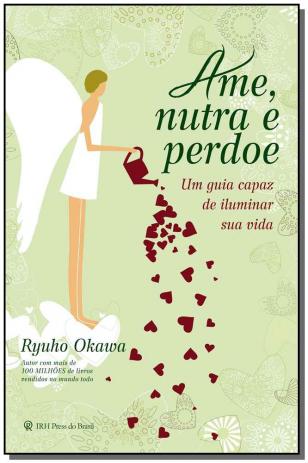 Ame,
nutra e
perdoe
Um guia capaz
de iluminar
sua vida
Ryuho Okawa
Autor com mais de
100 MILHÕES de livros
vendidos no mundo todo
IRH Press do Brasil